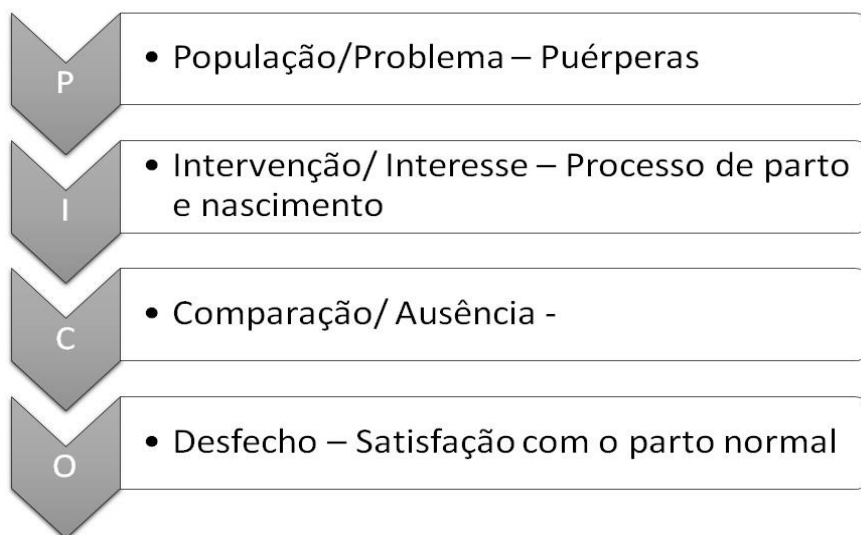 P
• População/Problema – Puérperas
I
• Intervenção/ Interesse – Processo de parto
e nascimento
C
• Comparação/ Ausência -
O
• Desfecho – Satisfação com o parto normal